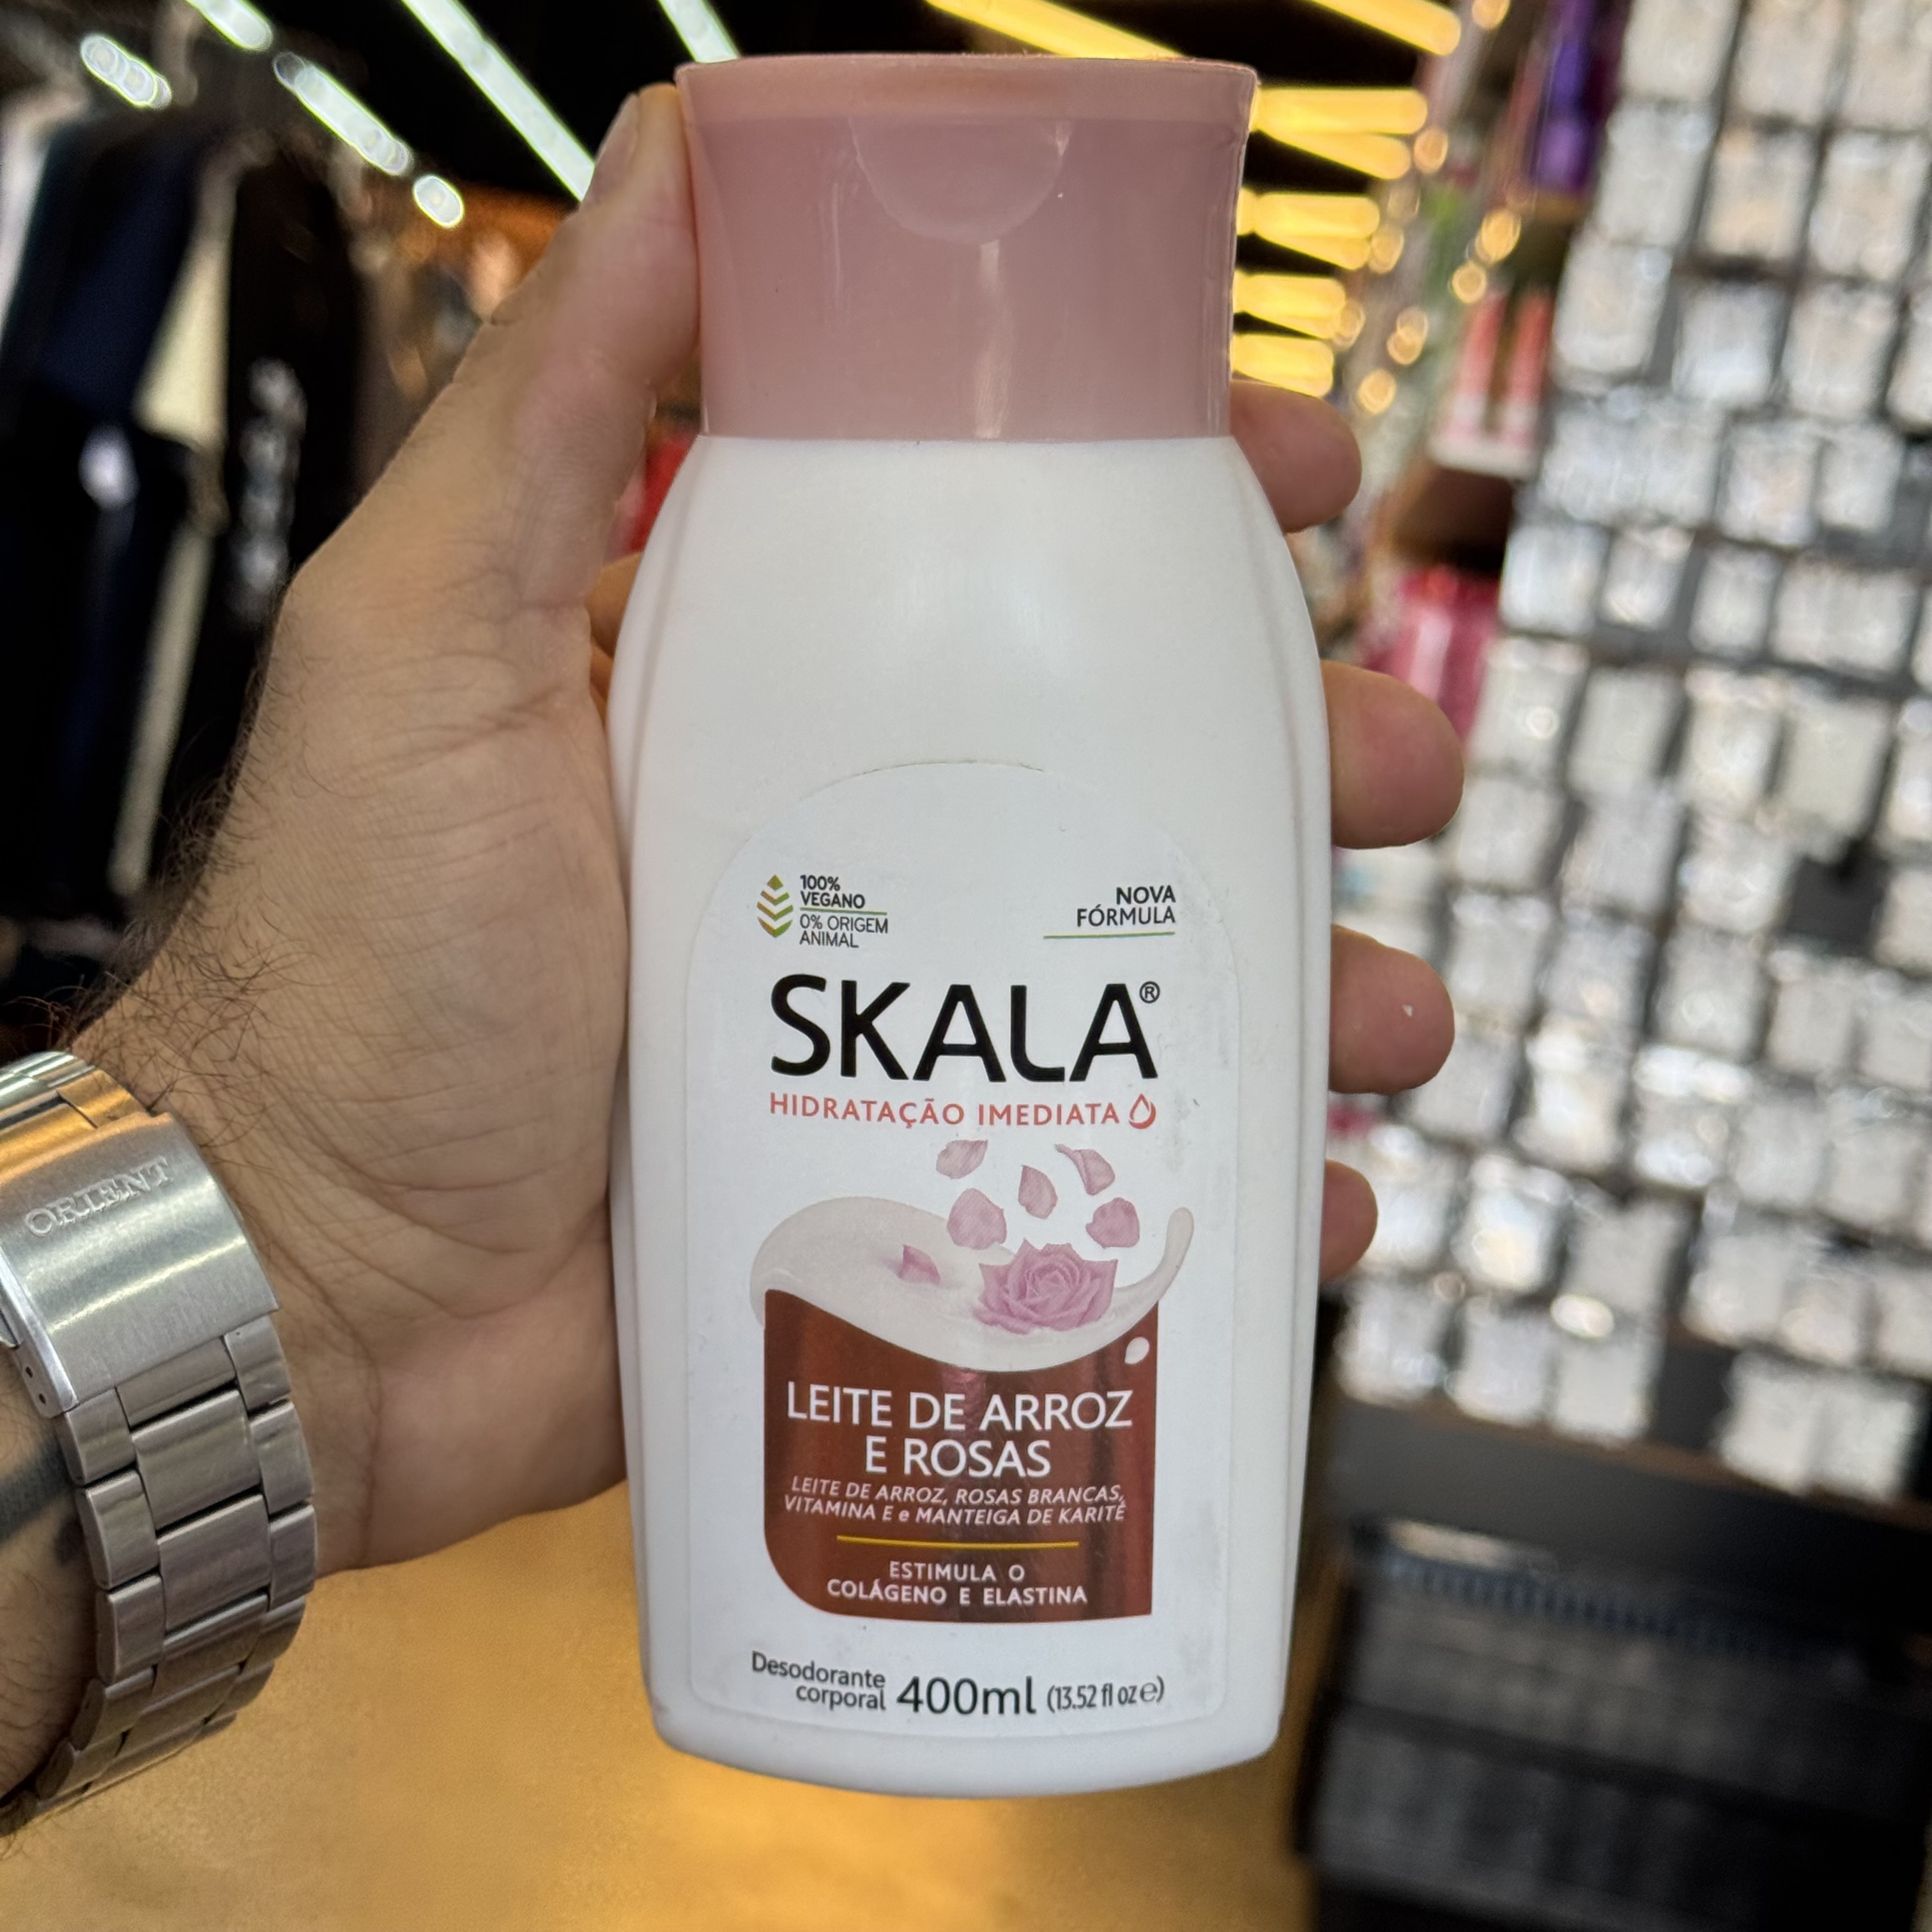 100%
VEGANO
0% ORIGEM
ANIMAL
NOVA
FÓRMULA
SKALA®
HIDRATAÇÃO IMEDIATA
LEITE DE ARROZ
E ROSAS
LEITE DE ARROZ, ROSAS BRANCAS,
VITAMINA E e MANTEIGA DE KARITÉ
ESTIMULA O
COLÁGENO E ELASTINA
Desodorante
corporal 400ml (13.52 fl oz ℮)
ORIENT